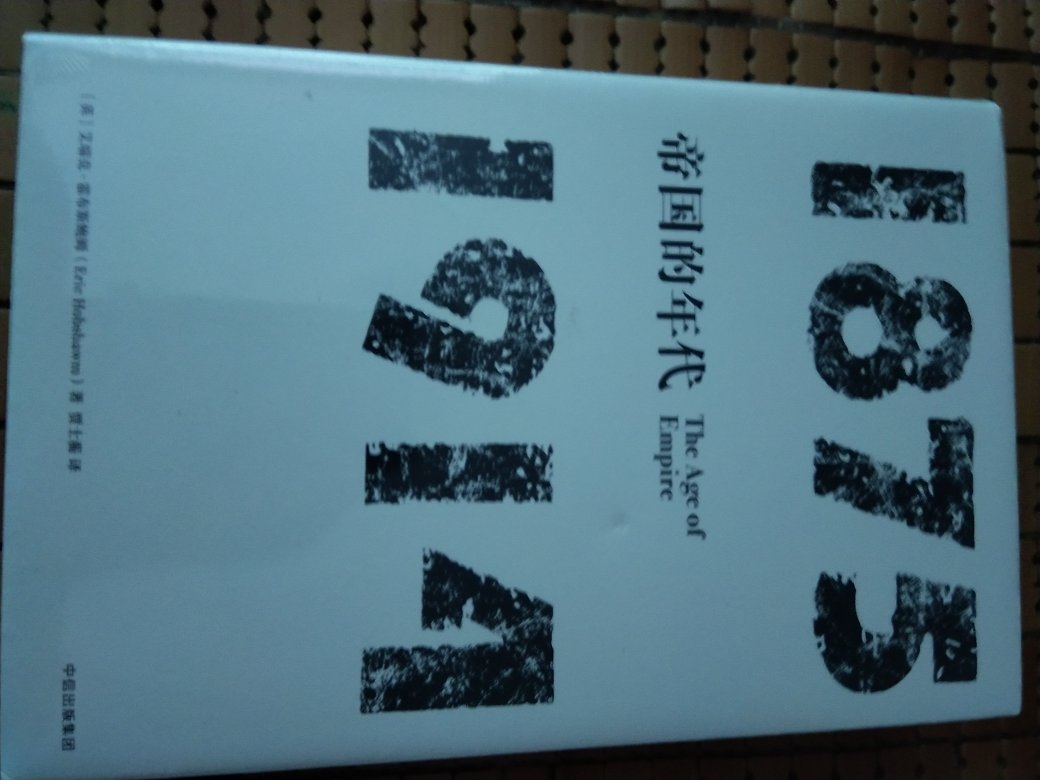 1875
帝国的年代
The Age of
Empire
1914
［英］艾瑞克·霍布斯鲍姆（Eric Hobsbawm）著 贾士蘅 译
中信出版集团